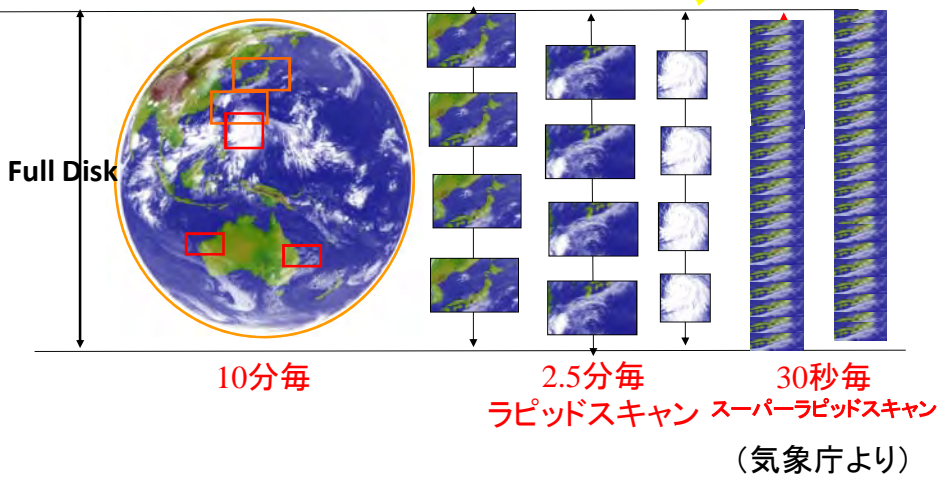 Full Disk
10分毎
2.5分毎
ラピッドスキャン
30秒毎
スーパーラピッドスキャン
（気象庁より）